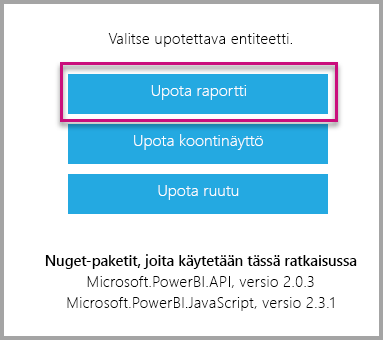 Valitse upotettava entiteetti.
Upota raportti
Upota koontinäyttö
Upota ruutu
Nuget-paketit, joita käytetään tässä ratkaisussa
Microsoft.PowerBI.API, versio 2.0.3
Microsoft.PowerBI.JavaScript, versio 2.3.1